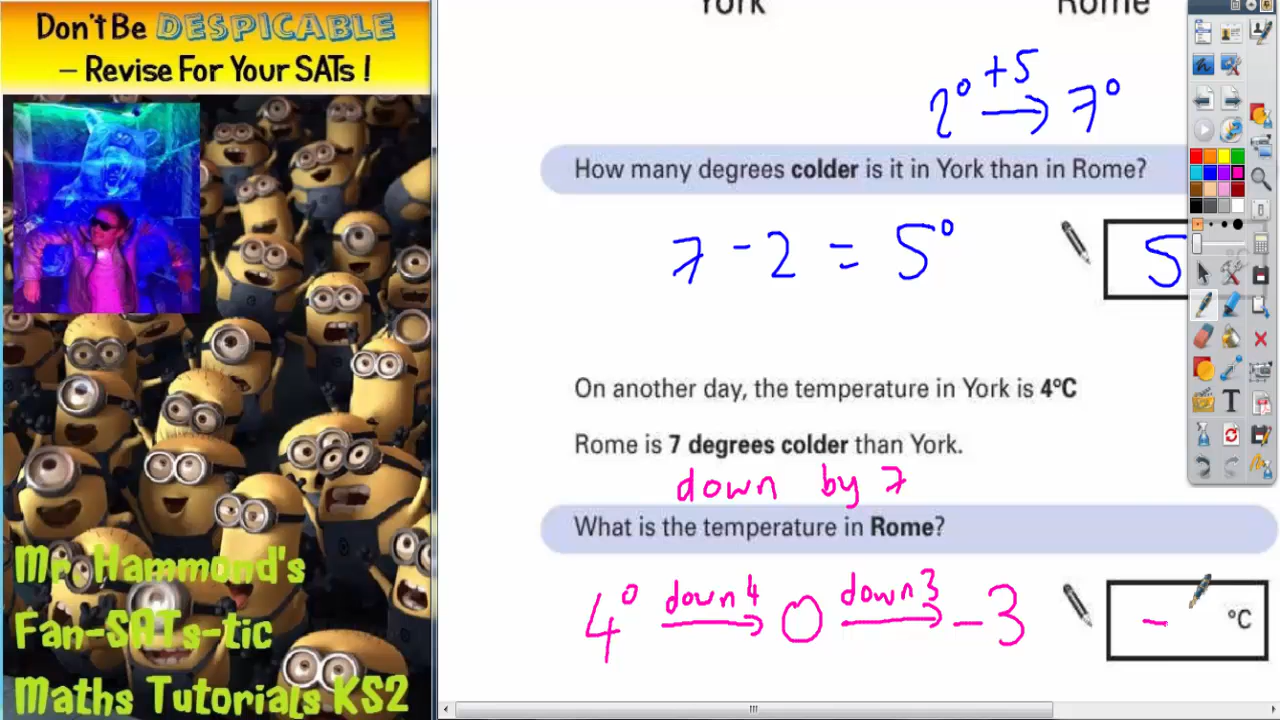 Don't Be DESPICABLE
– Revise For Your SATs !
Mr. Hammond's
Fan-SATs-tic
Maths Tutorials KS2
York Rome
+5
2° → 7°
How many degrees colder is it in York than in Rome?
7 - 2 = 5°
5
On another day, the temperature in York is 4°C
Rome is 7 degrees colder than York.
down by 7
What is the temperature in Rome?
down 4 down 3
4° → 0 → -3
- °C